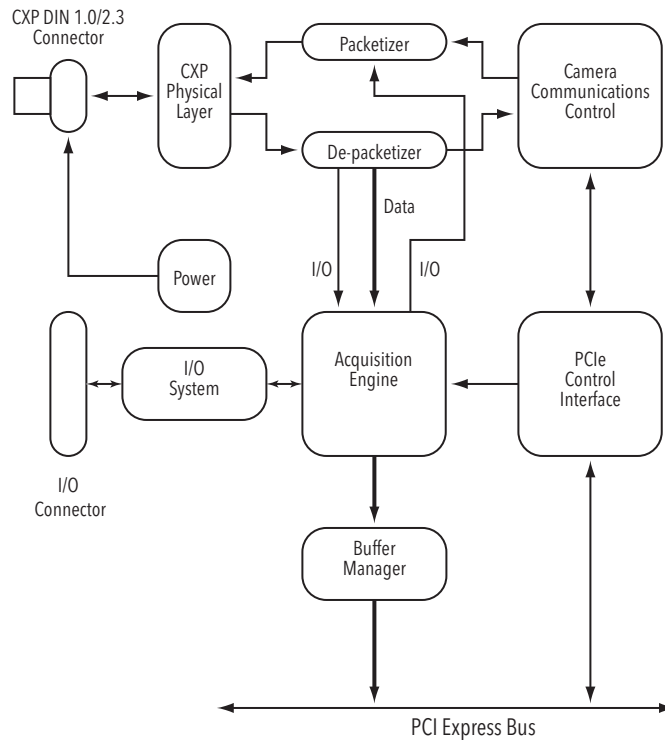 CXP DIN 1.0/2.3
Connector
CXP
Physical
Layer
Packetizer
Camera
Communications
Control
De-packetizer
Data
Power
I/O
I/O
I/O
System
Acquisition
Engine
PCIe
Control
Interface
I/O
Connector
Buffer
Manager
PCI Express Bus